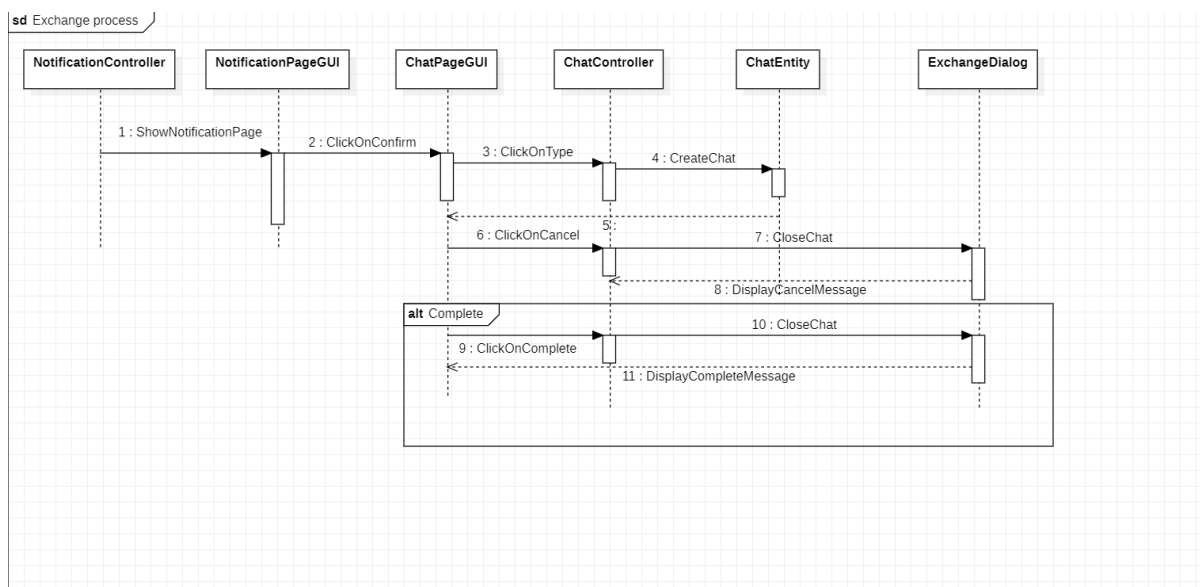 sd Exchange process
NotificationController
NotificationPageGUI
ChatPageGUI
ChatController
ChatEntity
ExchangeDialog
1 : ShowNotificationPage
2 : ClickOnConfirm
3 : ClickOnType
4 : CreateChat
5 :
6 : ClickOnCancel
7 : CloseChat
8 : DisplayCancelMessage
alt Complete
9 : ClickOnComplete
10 : CloseChat
11 : DisplayCompleteMessage